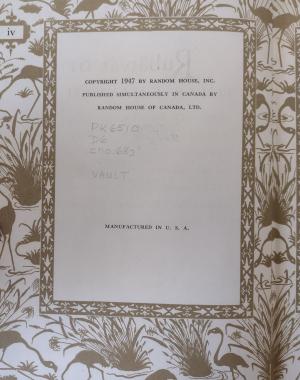 iv
COPYRIGHT 1947 BY RANDOM HOUSE, INC.
PUBLISHED SIMULTANEOUSLY IN CANADA BY
RANDOM HOUSE OF CANADA, LTD.
PK6510
VAULT
MANUFACTURED IN U. S. A.